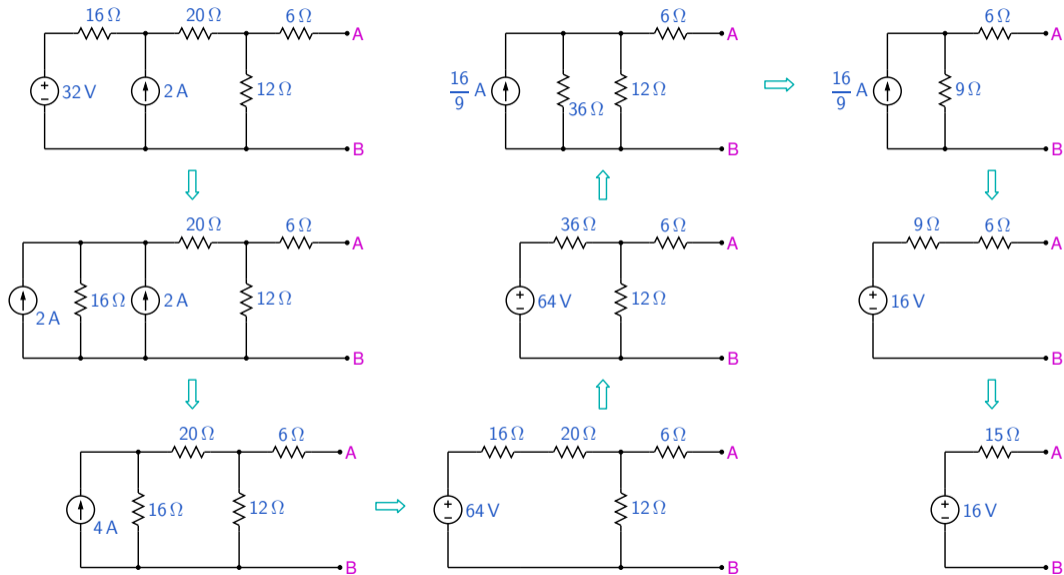 16 Ω 20 Ω 6 Ω A
+ − 32 V 2 A 12 Ω
B
20 Ω 6 Ω A
2 A 16 Ω 2 A 12 Ω
B
20 Ω 6 Ω A
4 A 16 Ω 12 Ω
B
16 Ω 20 Ω 6 Ω A
+ − 64 V 12 Ω
B
36 Ω 6 Ω A
+ − 64 V 12 Ω
B
6 Ω A
16/9 A 36 Ω 12 Ω
B
6 Ω A
16/9 A 9 Ω
B
9 Ω 6 Ω A
+ − 16 V
B
15 Ω A
+ − 16 V
B